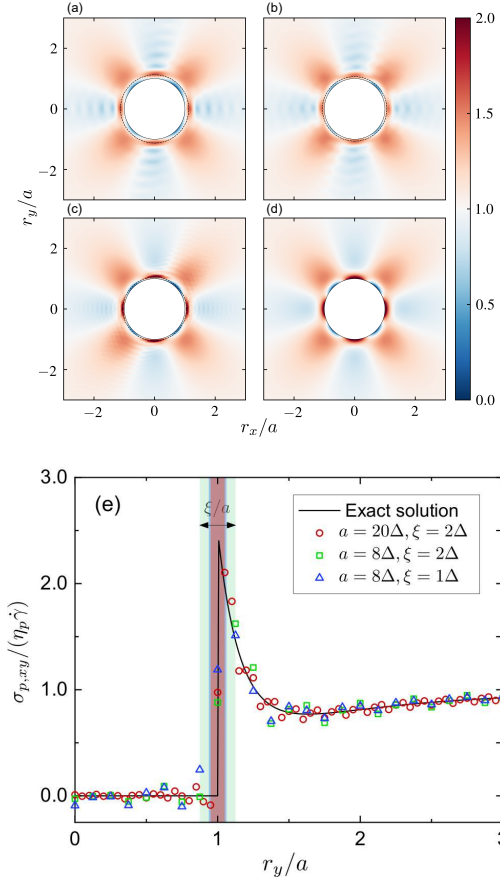 (a)
(b)
2
0
−2
(c)
(d)
2
0
−2
−2
0
2
−2
0
2
r_y/a
r_x/a
2.0
1.5
1.0
0.5
0.0
(e)
ξ/a
Exact solution
a = 20Δ, ξ = 2Δ
a = 8Δ, ξ = 2Δ
a = 8Δ, ξ = 1Δ
3.0
2.0
1.0
0.0
σ_{p,xy}/(η_p γ̇)
0
1
2
3
r_y/a